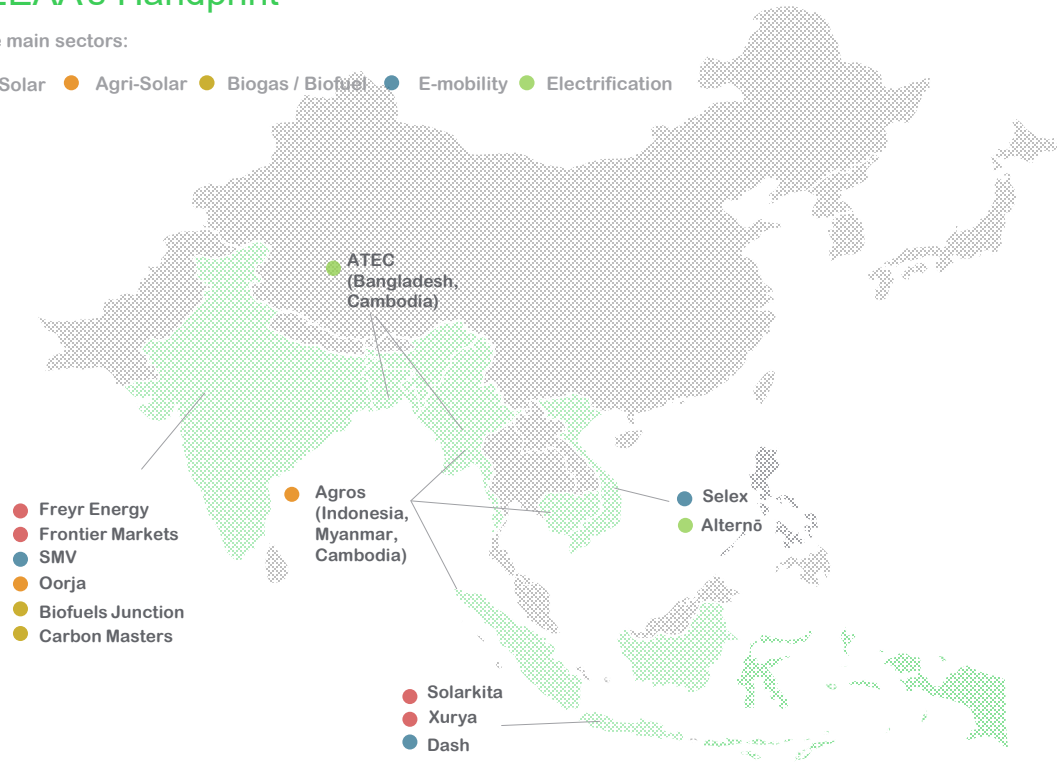 Handprint
main sectors:
Solar Agri-Solar Biogas / Biofuel E-mobility Electrification
ATEC
(Bangladesh,
Cambodia)
Agros
(Indonesia,
Myanmar,
Cambodia)
Selex
Alternō
Freyr Energy
Frontier Markets
SMV
Oorja
Biofuels Junction
Carbon Masters
Solarkita
Xurya
Dash